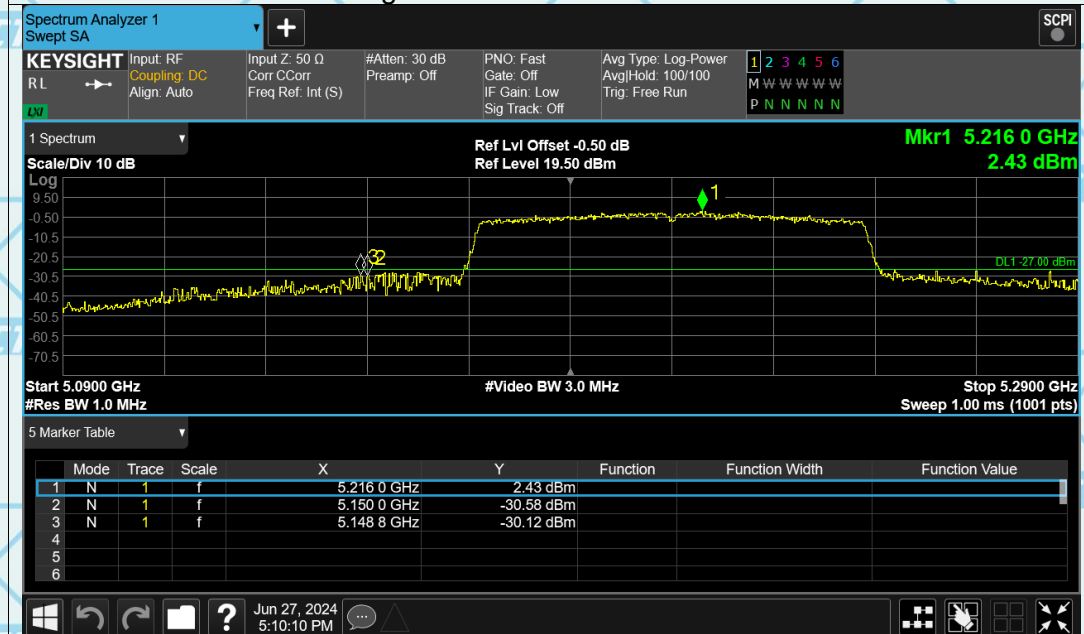 Spectrum Analyzer 1
Swept SA
+
SCPI
KEYSIGHT
RL
LXI
Input: RF
Coupling: DC
Align: Auto
Input Z: 50 Ω
Corr CCorr
Freq Ref: Int (S)
#Atten: 30 dB
Preamp: Off
PNO: Fast
Gate: Off
IF Gain: Low
Sig Track: Off
Avg Type: Log-Power
Avg|Hold: 100/100
Trig: Free Run
1 2 3 4 5 6
M W W W W W
P N N N N N
1 Spectrum
Scale/Div 10 dB
Ref Lvl Offset -0.50 dB
Ref Level 19.50 dBm
Mkr1 5.216 0 GHz
2.43 dBm
Log
9.50
-0.50
-10.5
-20.5
-30.5
-40.5
-50.5
-60.5
-70.5
1
3 2
DL1 -27.00 dBm
Start 5.0900 GHz
#Res BW 1.0 MHz
#Video BW 3.0 MHz
Stop 5.2900 GHz
Sweep 1.00 ms (1001 pts)
5 Marker Table
Mode Trace Scale X Y Function Function Width Function Value
1 N 1 f 5.216 0 GHz 2.43 dBm
2 N 1 f 5.150 0 GHz -30.58 dBm
3 N 1 f 5.148 8 GHz -30.12 dBm
4
5
6
?
Jun 27, 2024
5:10:10 PM